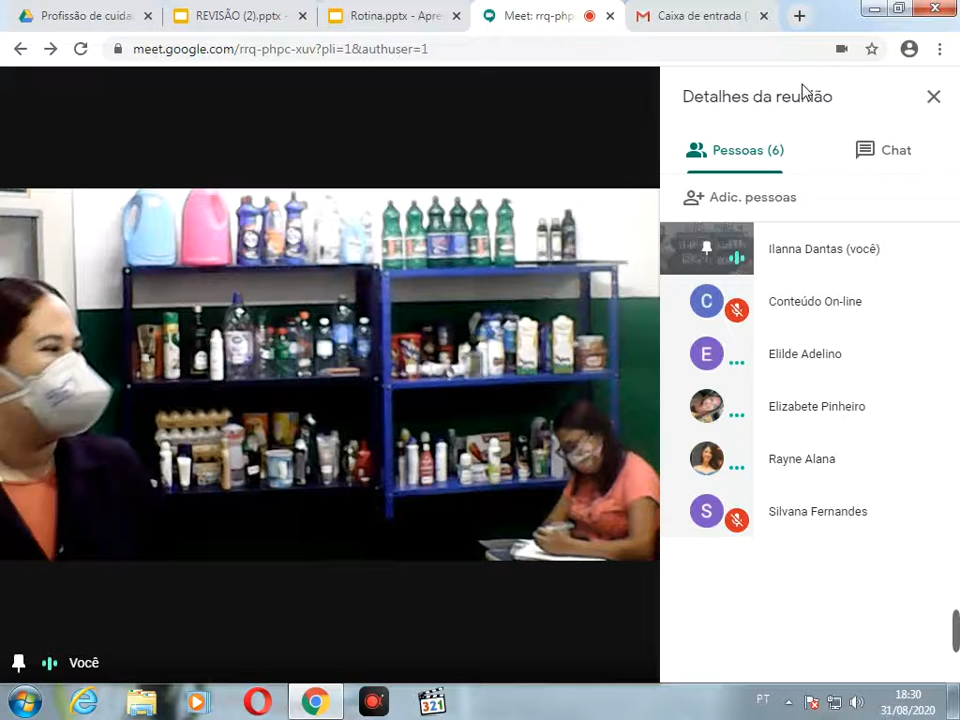 Profissão de cuida
REVISÃO (2).pptx -
Rotina.pptx - Apre
Meet: rrq-php
Caixa de entrada (
meet.google.com/rrq-phpc-xuv?pli=1&authuser=1
Detalhes da reunião
Pessoas (6)
Chat
Adic. pessoas
Ilanna Dantas (você)
C
Conteúdo On-line
E
Elilde Adelino
Elizabete Pinheiro
Rayne Alana
S
Silvana Fernandes
Você
321
PT
18:30
31/08/2020